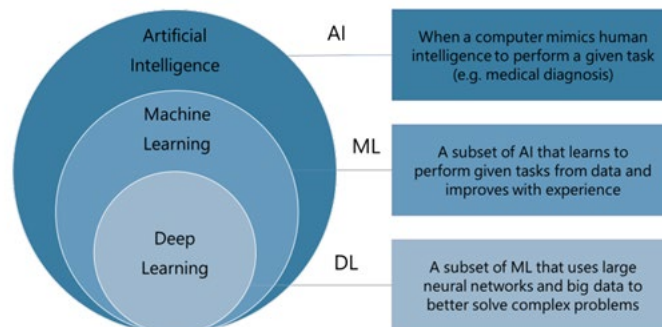 Artificial
Intelligence
AI
When a computer mimics human
intelligence to perform a given task
(e.g. medical diagnosis)
Machine
Learning
ML
A subset of AI that learns to
perform given tasks from data and
improves with experience
Deep
Learning
DL
A subset of ML that uses large
neural networks and big data to
better solve complex problems